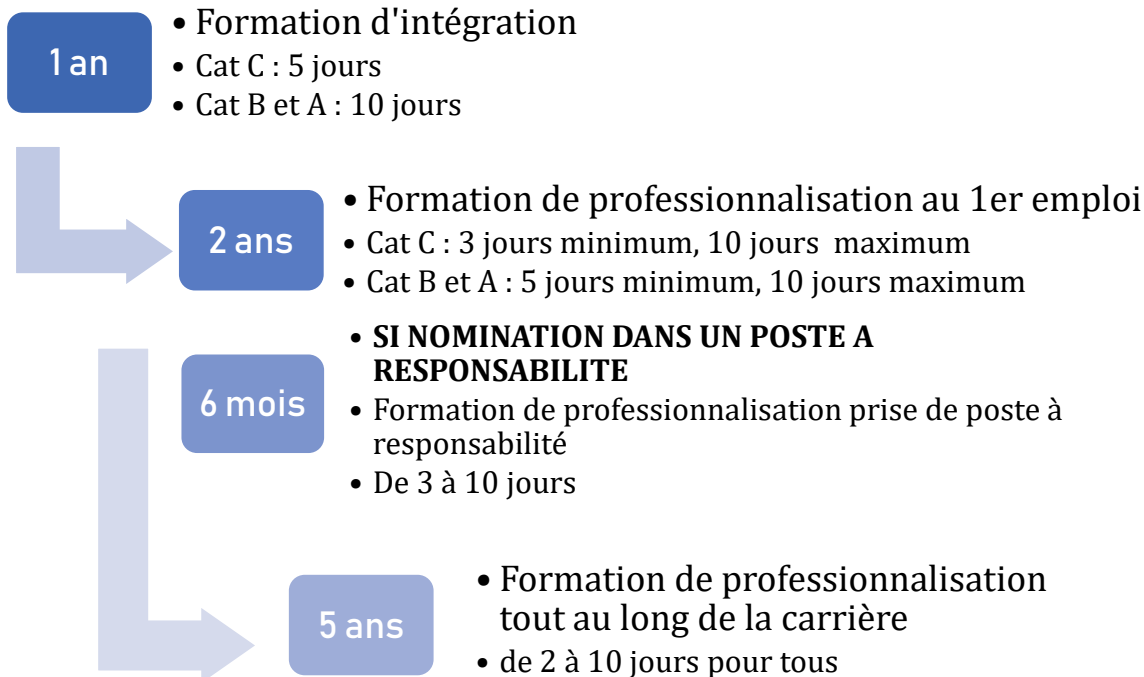 1 an
• Formation d'intégration
• Cat C : 5 jours
• Cat B et A : 10 jours
2 ans
• Formation de professionnalisation au 1er emploi
• Cat C : 3 jours minimum, 10 jours maximum
• Cat B et A : 5 jours minimum, 10 jours maximum
6 mois
• SI NOMINATION DANS UN POSTE A
RESPONSABILITE
• Formation de professionnalisation prise de poste à
responsabilité
• De 3 à 10 jours
5 ans
• Formation de professionnalisation
tout au long de la carrière
• de 2 à 10 jours pour tous